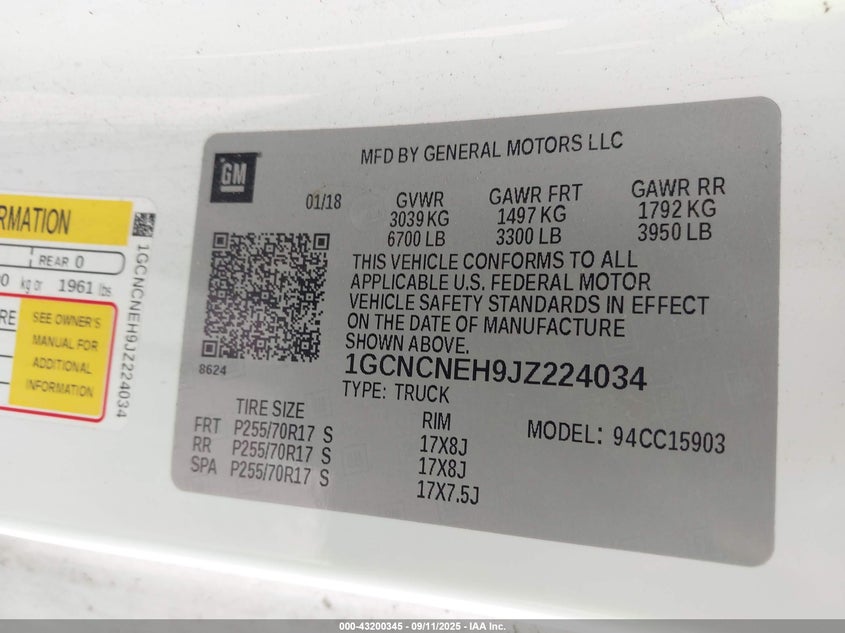 RMATION
REAR 0
0 kg or 1961 lbs.
RE
SEE OWNER'S
MANUAL FOR
ADDITIONAL
INFORMATION
1GCNCNEH9JZ224034
GM
MFD BY GENERAL MOTORS LLC
01/18
GVWR GAWR FRT GAWR RR
3039 KG 1497 KG 1792 KG
6700 LB 3300 LB 3950 LB
THIS VEHICLE CONFORMS TO ALL
APPLICABLE U.S. FEDERAL MOTOR
VEHICLE SAFETY STANDARDS IN EFFECT
ON THE DATE OF MANUFACTURE
SHOWN ABOVE.
8624
1GCNCNEH9JZ224034
TYPE: TRUCK
TIRE SIZE RIM MODEL: 94CC15903
FRT P255/70R17 S 17X8J
RR P255/70R17 S 17X8J
SPA P255/70R17 S 17X7.5J
000-43200345 - 09/11/2025 - IAA Inc.